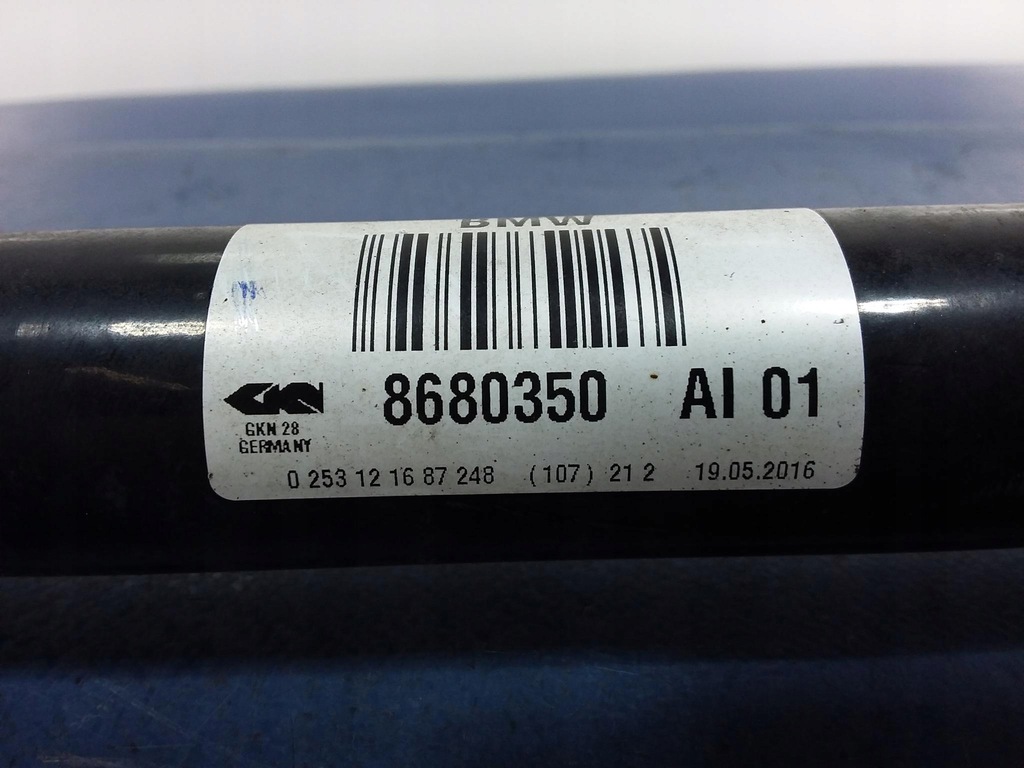 BMW
GKN
8680350 AI 01
GKN 28
GERMANY
0 253 12 16 87 248 (107) 21 2 19.05.2016